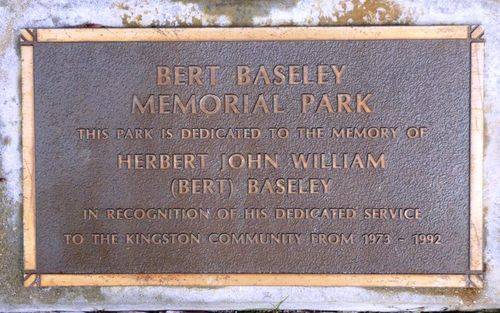 BERT BASELEY
MEMORIAL PARK
THIS PARK IS DEDICATED TO THE MEMORY OF
HERBERT JOHN WILLIAM
(BERT) BASELEY
IN RECOGNITION OF HIS DEDICATED SERVICE
TO THE KINGSTON COMMUNITY FROM 1973 - 1992